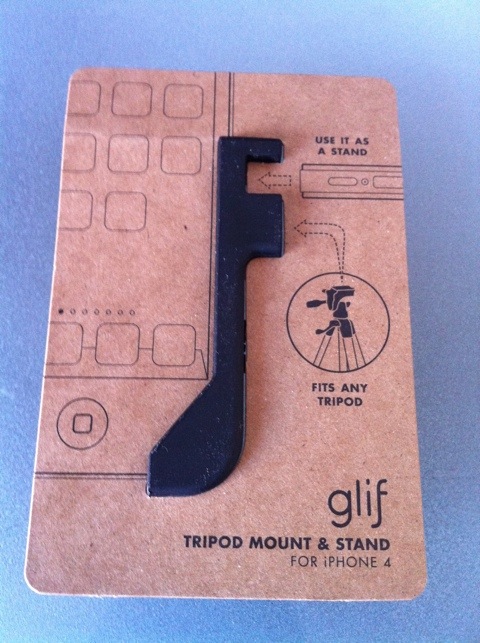 USE IT AS
A STAND
FITS ANY
TRIPOD
glif
TRIPOD MOUNT & STAND
FOR iPHONE 4